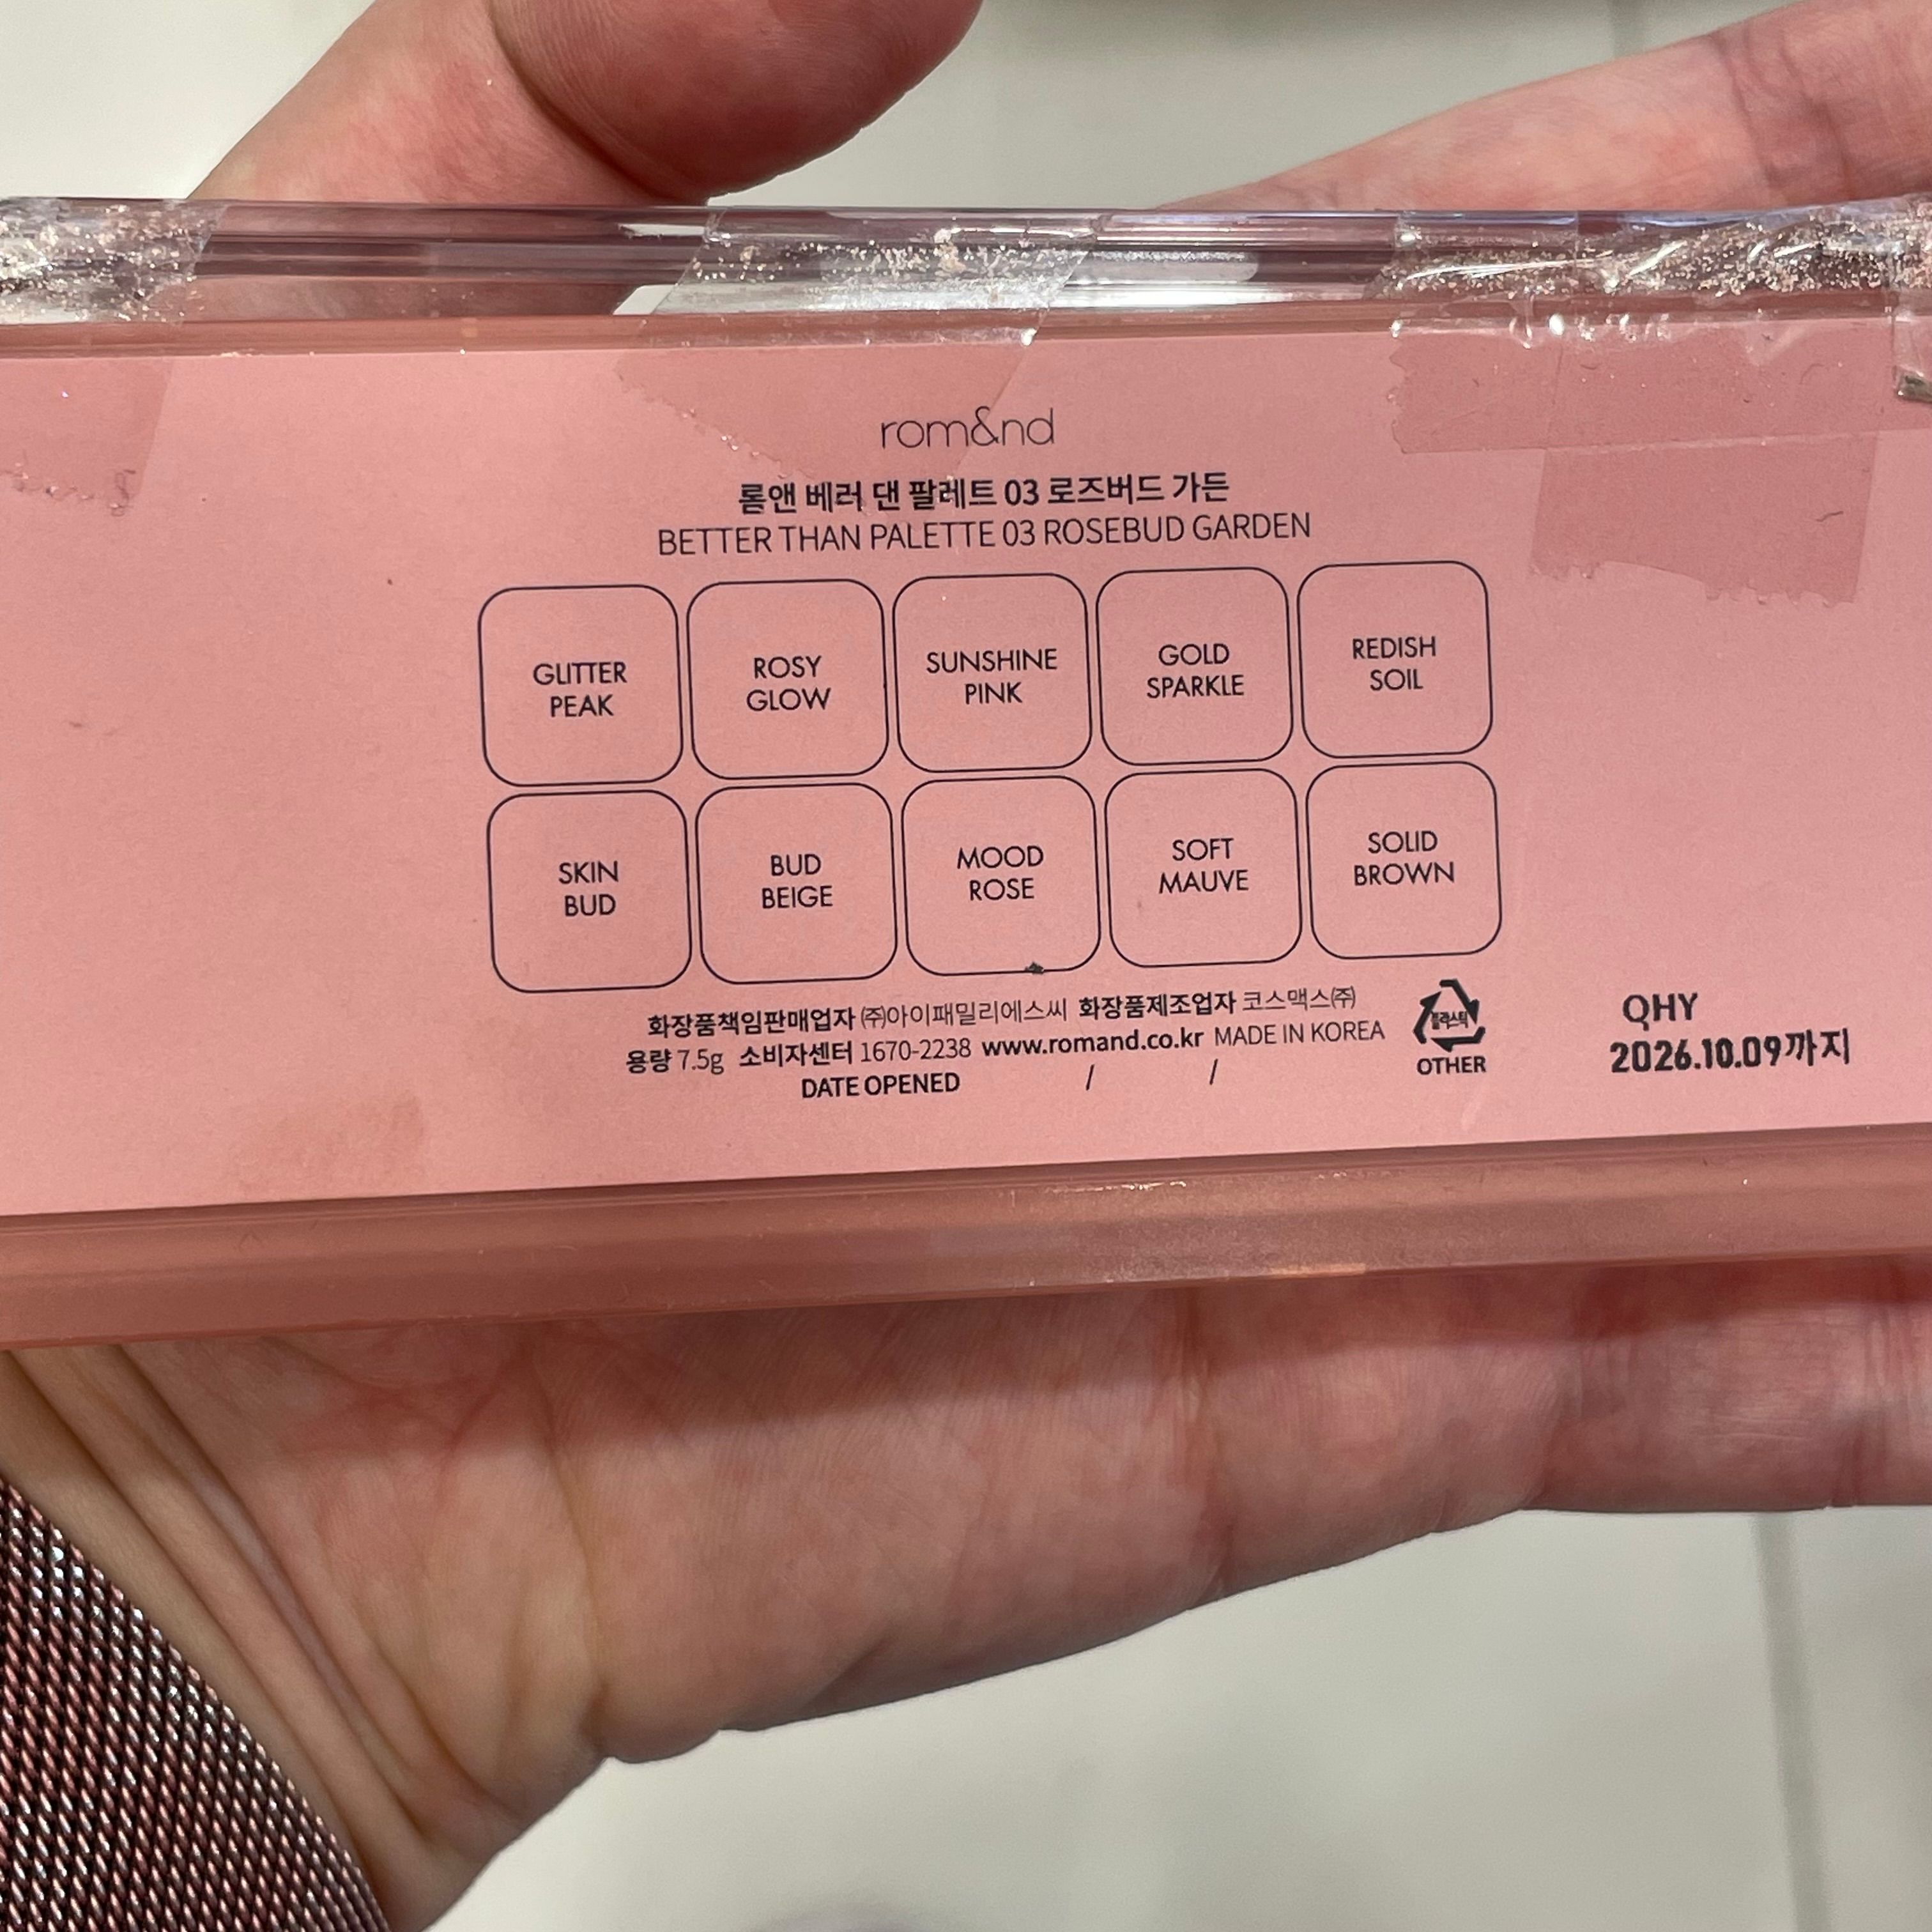 rom&nd
롬앤 베러 댄 팔레트 03 로즈버드 가든
BETTER THAN PALETTE 03 ROSEBUD GARDEN
GLITTER
PEAK
ROSY
GLOW
SUNSHINE
PINK
GOLD
SPARKLE
REDISH
SOIL
SKIN
BUD
BUD
BEIGE
MOOD
ROSE
SOFT
MAUVE
SOLID
BROWN
화장품책임판매업자 ㈜아이패밀리에스씨 화장품제조업자 코스맥스㈜
용량 7.5g 소비자센터 1670-2238 www.romand.co.kr MADE IN KOREA
DATE OPENED / /
플라스틱
OTHER
QHY
2026.10.09까지